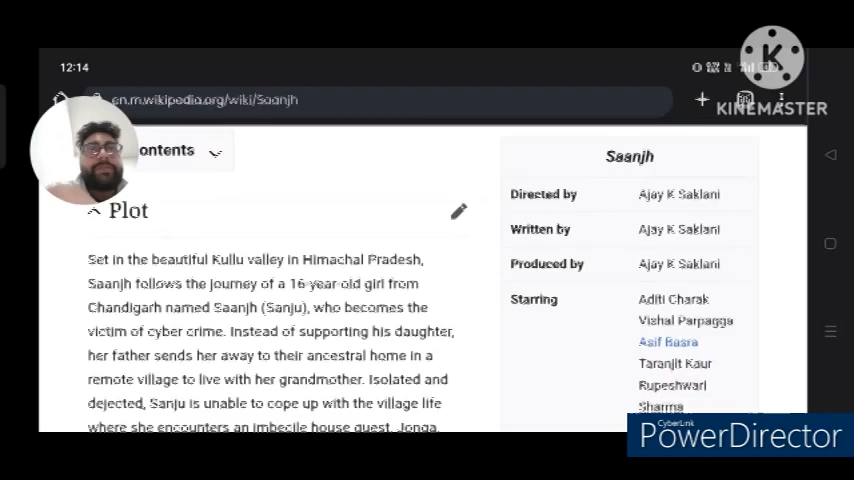 12:14
KINEMASTER
en.m.wikipedia.org/wiki/Saanjh
ontents
Plot
Set in the beautiful Kullu valley in Himachal Pradesh,
Saanjh follows the journey of a 16-year-old girl from
Chandigarh named Saanjh (Sanju), who becomes the
victim of cyber crime. Instead of supporting his daughter,
her father sends her away to their ancestral home in a
remote village to live with her grandmother. Isolated and
dejected, Sanju is unable to cope up with the village life
where she encounters an imbecile house guest, Jonga,
Saanjh
Directed by Ajay K Saklani
Written by Ajay K Saklani
Produced by Ajay K Saklani
Starring Aditi Charak
Vishal Parpagga
Asif Basra
Taranjit Kaur
Rupeshwari
Sharma
CyberLink
PowerDirector